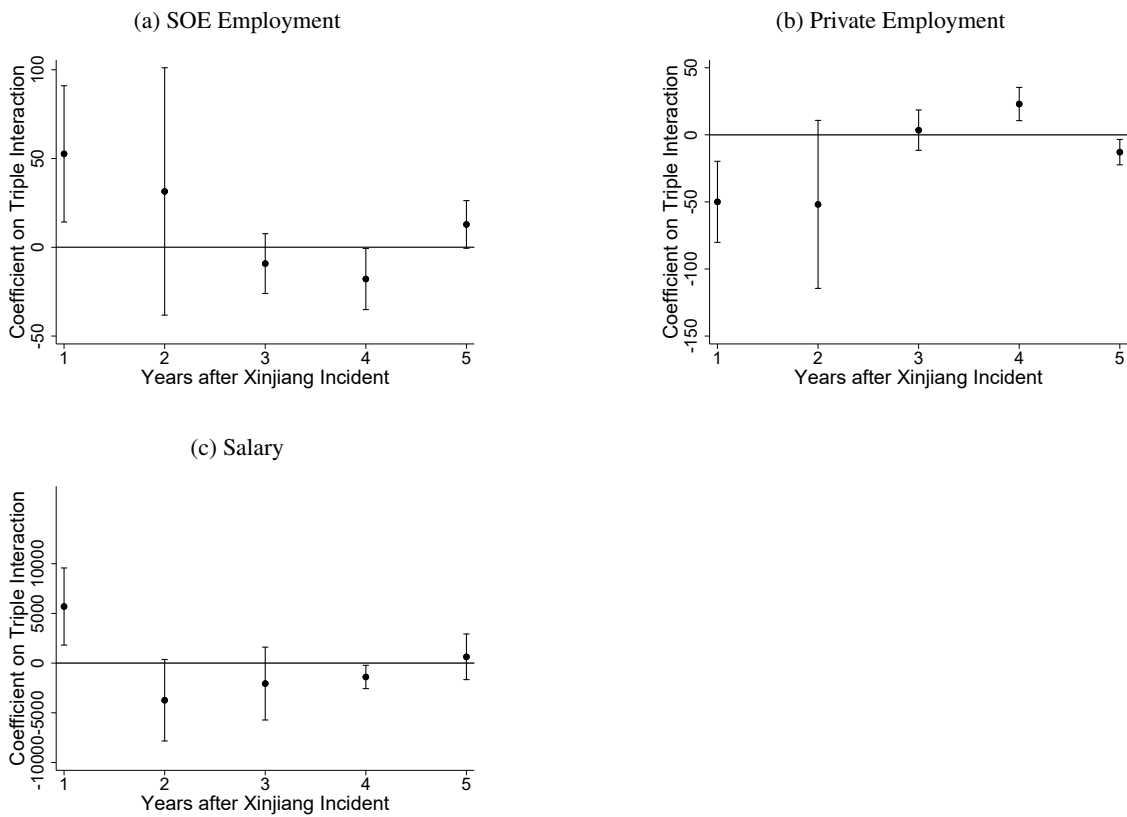 (a) SOE Employment
Coefficient on Triple Interaction
100
50
0
-50
1 2 3 4 5
Years after Xinjiang Incident
(b) Private Employment
Coefficient on Triple Interaction
50
0
-50
-100
-150
1 2 3 4 5
Years after Xinjiang Incident
(c) Salary
Coefficient on Triple Interaction
10000
5000
0
-5000
-10000
1 2 3 4 5
Years after Xinjiang Incident